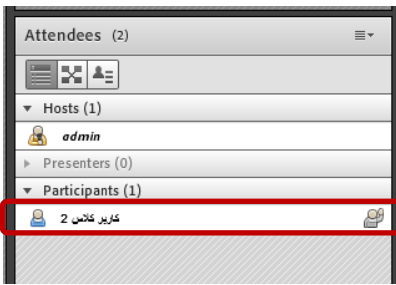 Attendees (2)
Hosts (1)
admin
Presenters (0)
Participants (1)
کاربر کلاس 2